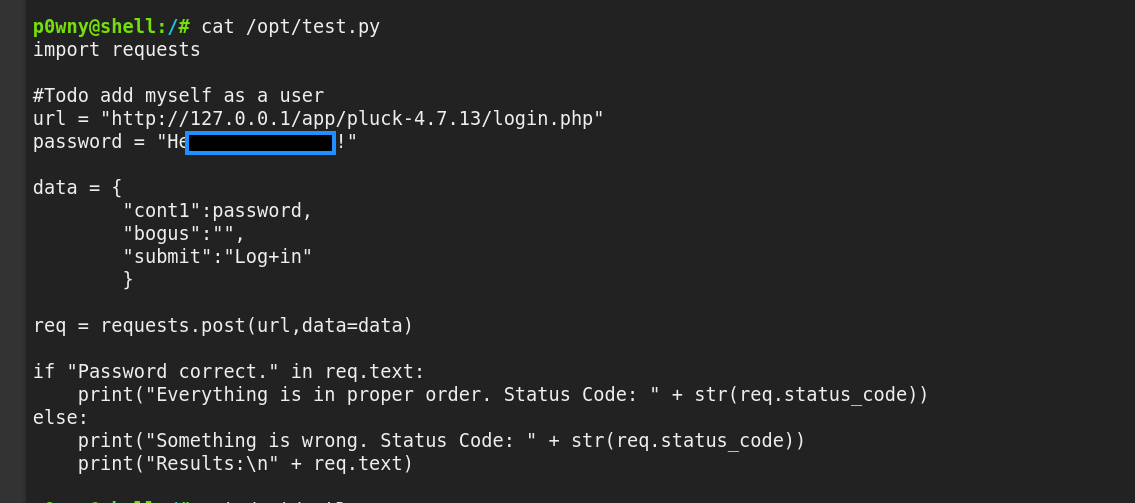 p0wny@shell:/# cat /opt/test.py
import requests

#Todo add myself as a user
url = "http://127.0.0.1/app/pluck-4.7.13/login.php"
password = "He!"

data = {
        "cont1":password,
        "bogus":"",
        "submit":"Log+in"
        }

req = requests.post(url,data=data)

if "Password correct." in req.text:
    print("Everything is in proper order. Status Code: " + str(req.status_code))
else:
    print("Something is wrong. Status Code: " + str(req.status_code))
    print("Results:\n" + req.text)